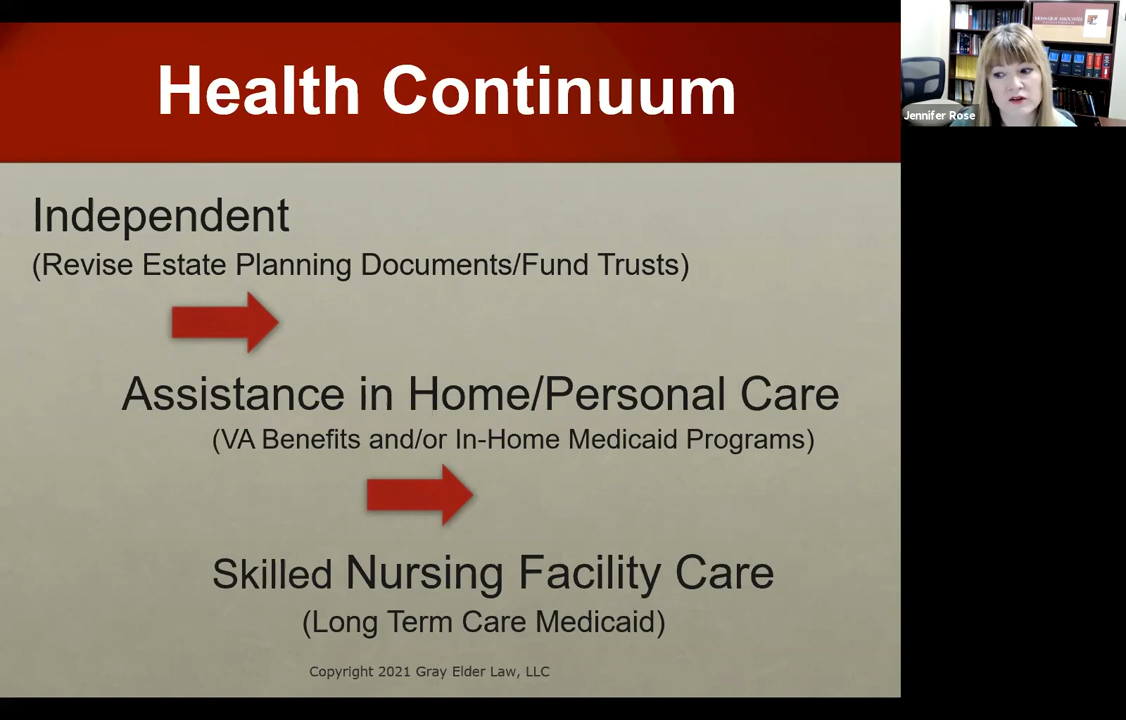 Health Continuum
Jennifer Rose
Independent
(Revise Estate Planning Documents/Fund Trusts)
Assistance in Home/Personal Care
(VA Benefits and/or In-Home Medicaid Programs)
Skilled Nursing Facility Care
(Long Term Care Medicaid)
Copyright 2021 Gray Elder Law, LLC